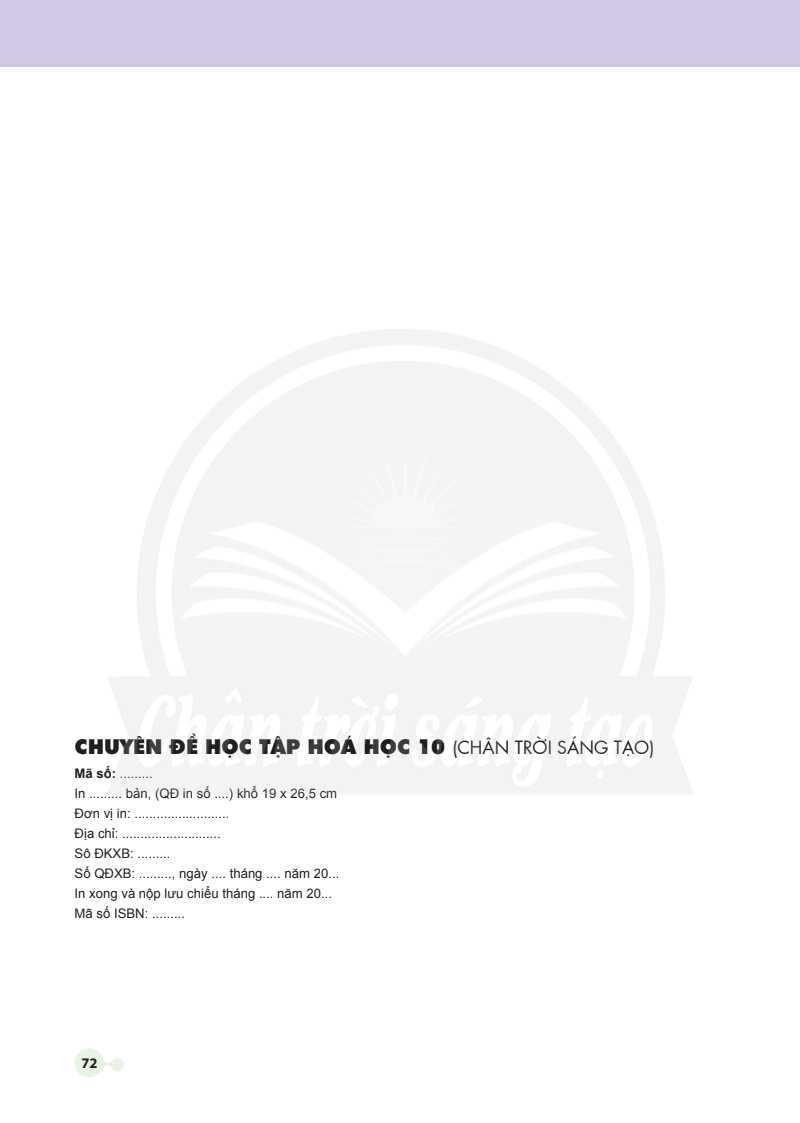 Chân trời sáng tạo
CHUYÊN ĐỀ HỌC TẬP HOÁ HỌC 10 (CHÂN TRỜI SÁNG TẠO)
Mã số: .........
In ......... bản, (QĐ in số ....) khổ 19 x 26,5 cm
Đơn vị in: ..........................
Địa chỉ: ...........................
Sô ĐKXB: .........
Số QĐXB: ........., ngày .... tháng .... năm 20...
In xong và nộp lưu chiểu tháng .... năm 20...
Mã số ISBN: .........
72